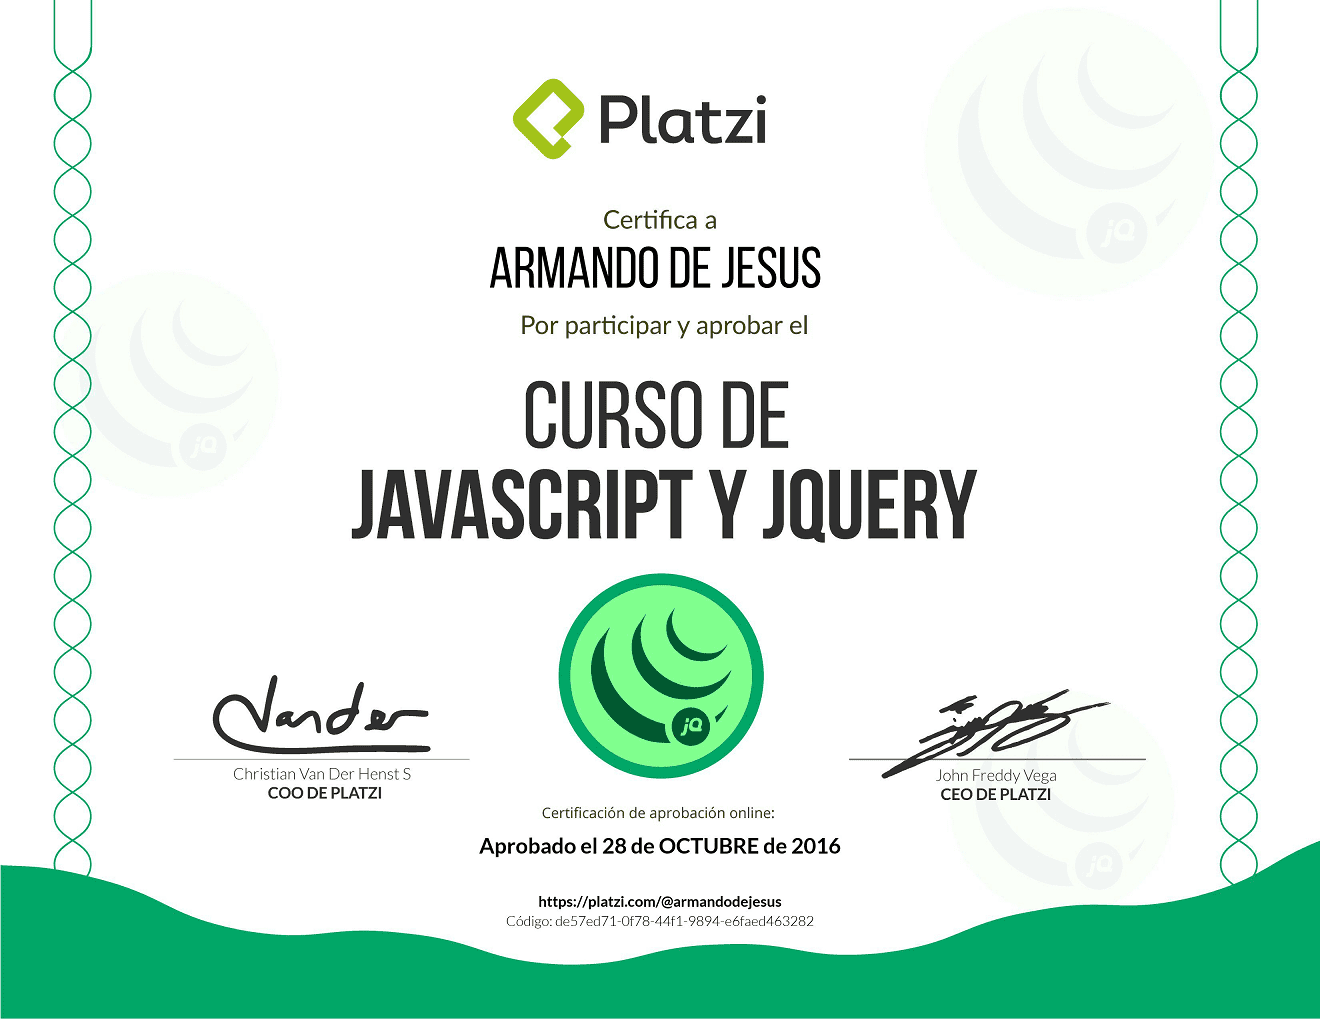 Platzi
Certifica a
ARMANDO DE JESUS
Por participar y aprobar el
CURSO DE
JAVASCRIPT Y JQUERY
jQ
Vander
Christian Van Der Henst S
COO DE PLATZI
John Freddy Vega
CEO DE PLATZI
Certificación de aprobación online:
Aprobado el 28 de OCTUBRE de 2016
https://platzi.com/@armandodejesus
Código: de57ed71-0f78-44f1-9894-e6faed463282